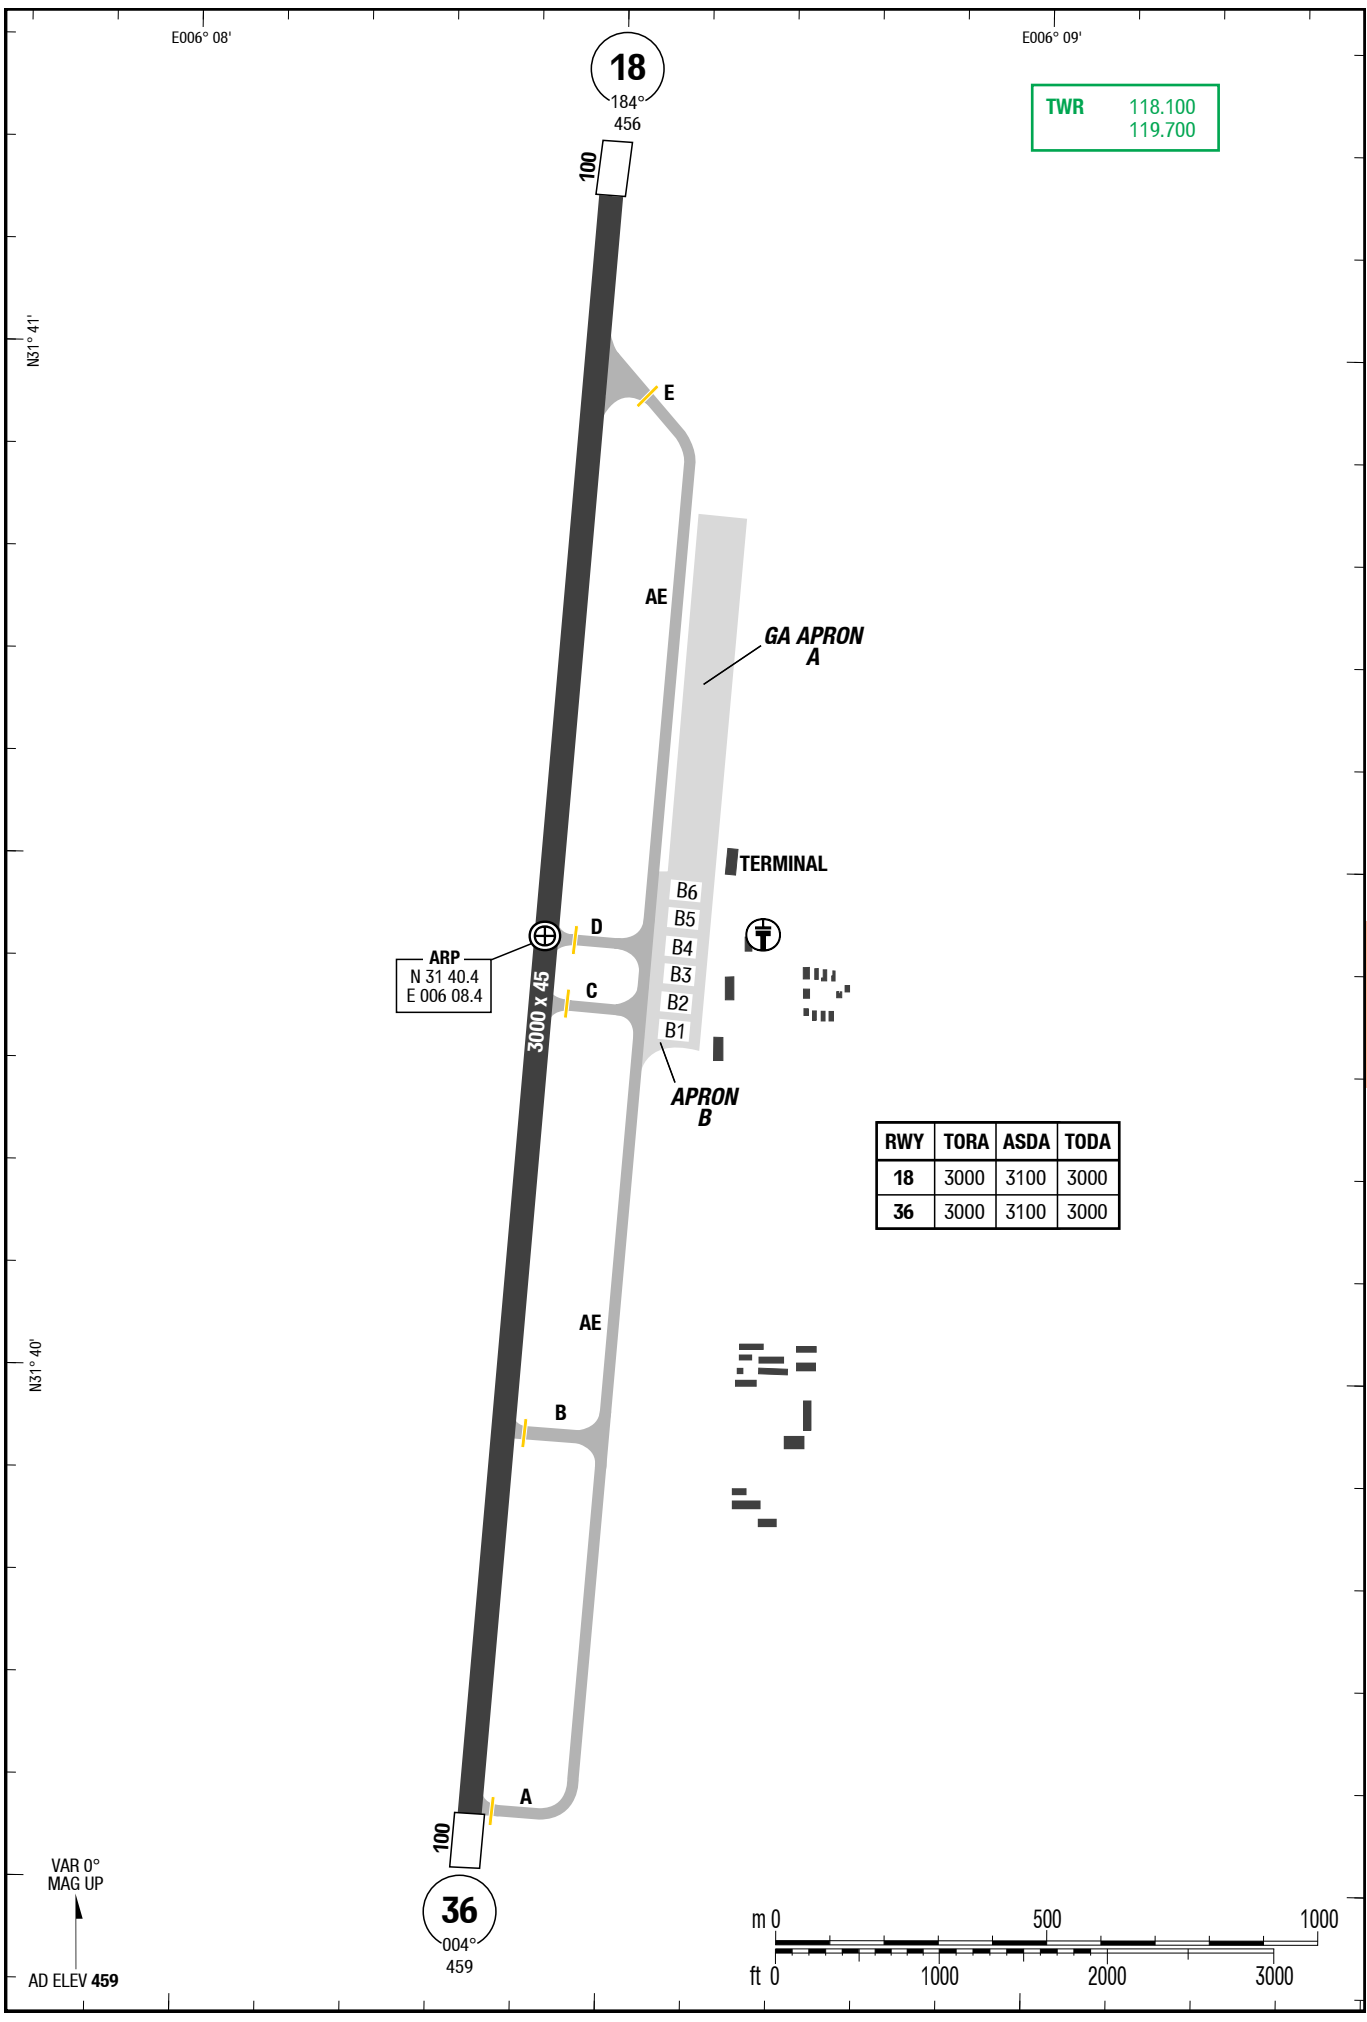 E006° 08'
E006° 09'
18
184°
456
TWR 118.100
119.700
100
N31° 41'
E
AE
GA APRON
A
TERMINAL
B6
B5
B4
B3
B2
B1
D
C
ARP
N 31 40.4
E 006 08.4
3000 x 45
APRON
B
RWY TORA ASDA TODA
18 3000 3100 3000
36 3000 3100 3000
AE
N31° 40'
B
A
100
36
004°
459
VAR 0°
MAG UP
AD ELEV 459
m 0 500 1000
ft 0 1000 2000 3000